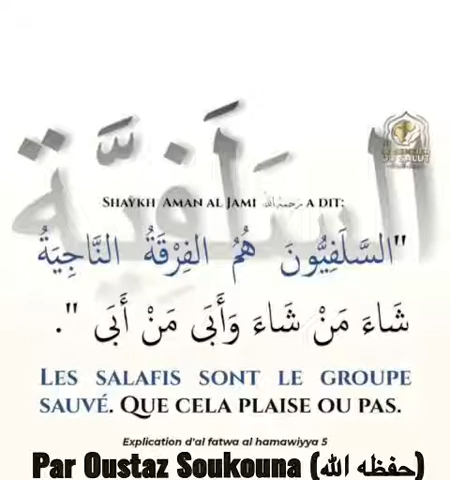 السَّلَفِيَّة
SALUT
SHAYKH AMAN AL JAMI رحمه الله A DIT:
"السَّلَفِيُّونَ هُمُ الفِرْقَةُ النَّاجِيَةُ
شَاءَ مَنْ شَاءَ وَأَبَى مَنْ أَبَى ".
LES SALAFIS SONT LE GROUPE
SAUVÉ. QUE CELA PLAISE OU PAS.
Explication d'al fatwa al hamawiyya 5
Par Oustaz Soukouna (حفظه الله)